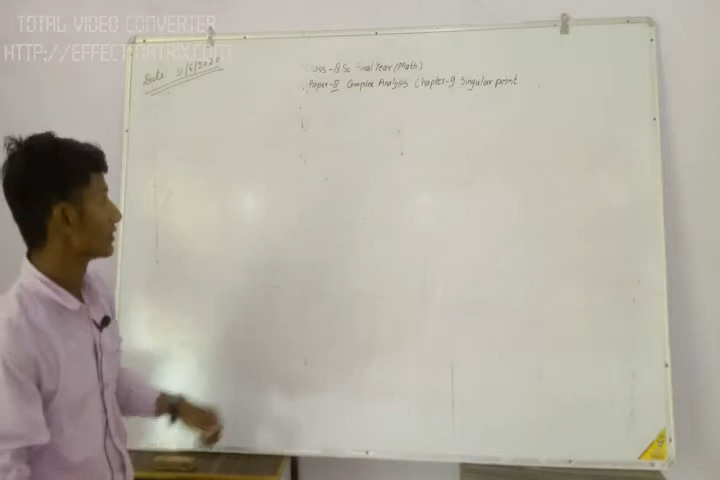 TOTAL VIDEO CONVERTER
HTTP://EFFECTMATRIX.COM
Date 11/6/2020
Class-B.Sc Final Year (Math)
Paper-II Complex Analysis Chapter-9 Singular point